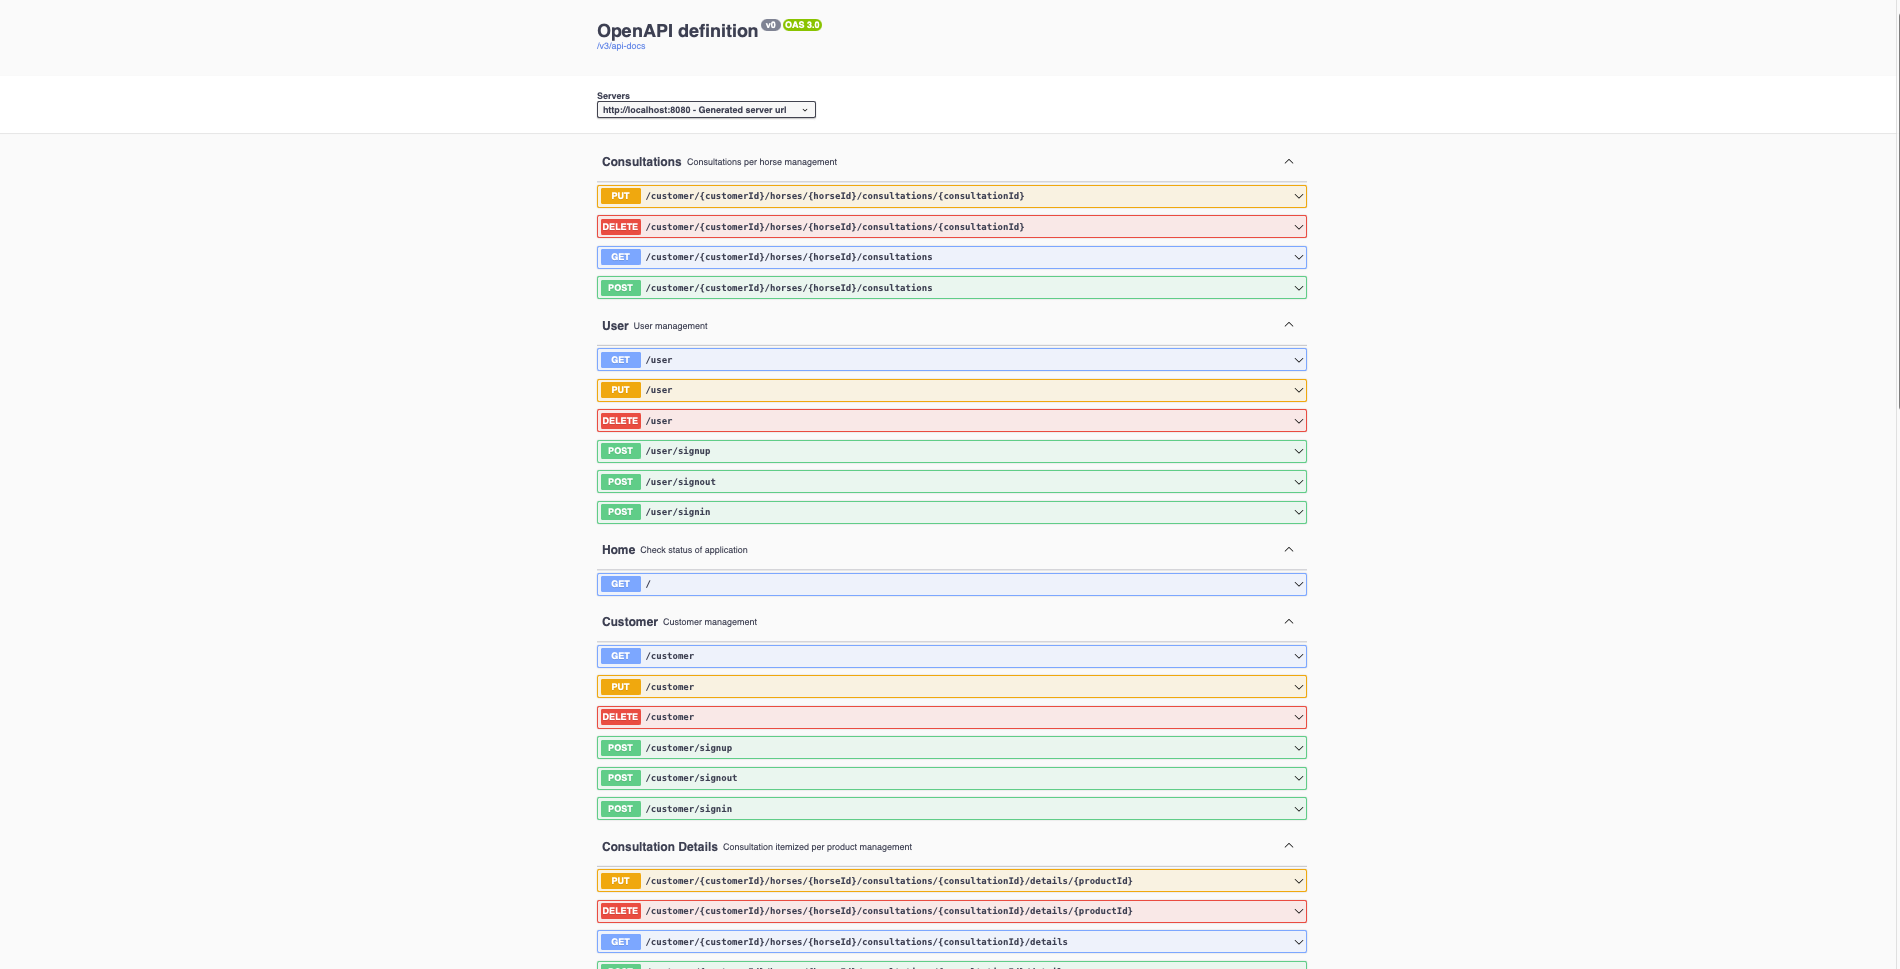 OpenAPI definition v0 OAS 3.0
/v3/api-docs
Servers
http://localhost:8080 - Generated server url
Consultations Consultations per horse management
PUT /customer/{customerId}/horses/{horseId}/consultations/{consultationId}
DELETE /customer/{customerId}/horses/{horseId}/consultations/{consultationId}
GET /customer/{customerId}/horses/{horseId}/consultations
POST /customer/{customerId}/horses/{horseId}/consultations
User User management
GET /user
PUT /user
DELETE /user
POST /user/signup
POST /user/signout
POST /user/signin
Home Check status of application
GET /
Customer Customer management
GET /customer
PUT /customer
DELETE /customer
POST /customer/signup
POST /customer/signout
POST /customer/signin
Consultation Details Consultation itemized per product management
PUT /customer/{customerId}/horses/{horseId}/consultations/{consultationId}/details/{productId}
DELETE /customer/{customerId}/horses/{horseId}/consultations/{consultationId}/details/{productId}
GET /customer/{customerId}/horses/{horseId}/consultations/{consultationId}/details